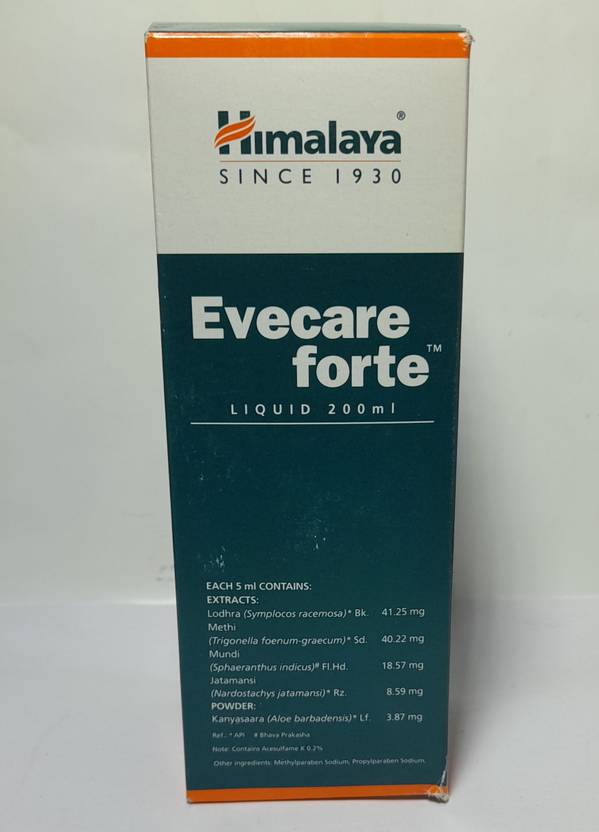 Himalaya®
SINCE 1930
Evecare
forte™
LIQUID 200ml
EACH 5 ml CONTAINS:
EXTRACTS:
Lodhra (Symplocos racemosa)* Bk. 41.25 mg
Methi
(Trigonella foenum-graecum)* Sd. 40.22 mg
Mundi
(Sphaeranthus indicus)# Fl.Hd. 18.57 mg
Jatamansi
(Nardostachys jatamansi)* Rz. 8.59 mg
POWDER:
Kanyasaara (Aloe barbadensis)* Lf. 3.87 mg
Ref.: * API # Bhava Prakasha
Note: Contains Acesulfame K 0.2%
Other ingredients: Methylparaben Sodium, Propylparaben Sodium.